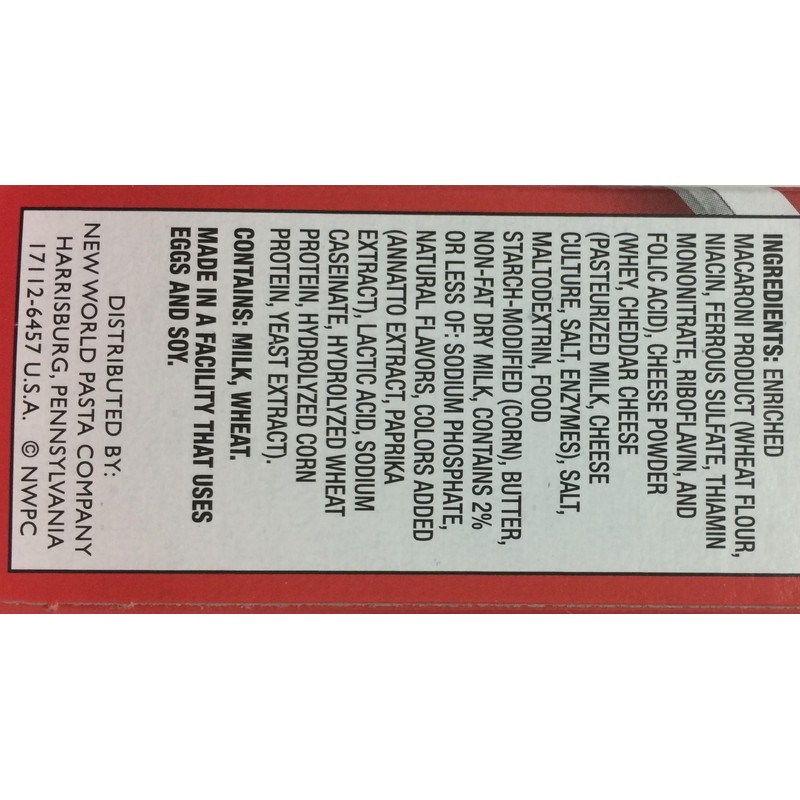 INGREDIENTS: ENRICHED
MACARONI PRODUCT (WHEAT FLOUR,
NIACIN, FERROUS SULFATE, THIAMIN
MONONITRATE, RIBOFLAVIN, AND
FOLIC ACID), CHEESE POWDER
(WHEY, CHEDDAR CHEESE
(PASTEURIZED MILK, CHEESE
CULTURE, SALT, ENZYMES), SALT,
MALTODEXTRIN, FOOD
STARCH-MODIFIED (CORN), BUTTER,
NON-FAT DRY MILK, CONTAINS 2%
OR LESS OF: SODIUM PHOSPHATE,
NATURAL FLAVORS, COLORS ADDED
(ANNATTO EXTRACT, PAPRIKA
EXTRACT), LACTIC ACID, SODIUM
CASEINATE, HYDROLYZED WHEAT
PROTEIN, HYDROLYZED CORN
PROTEIN, YEAST EXTRACT).
CONTAINS: MILK, WHEAT.
MADE IN A FACILITY THAT USES
EGGS AND SOY.
DISTRIBUTED BY:
NEW WORLD PASTA COMPANY
HARRISBURG, PENNSYLVANIA
17112-6457 U.S.A. © NWPC